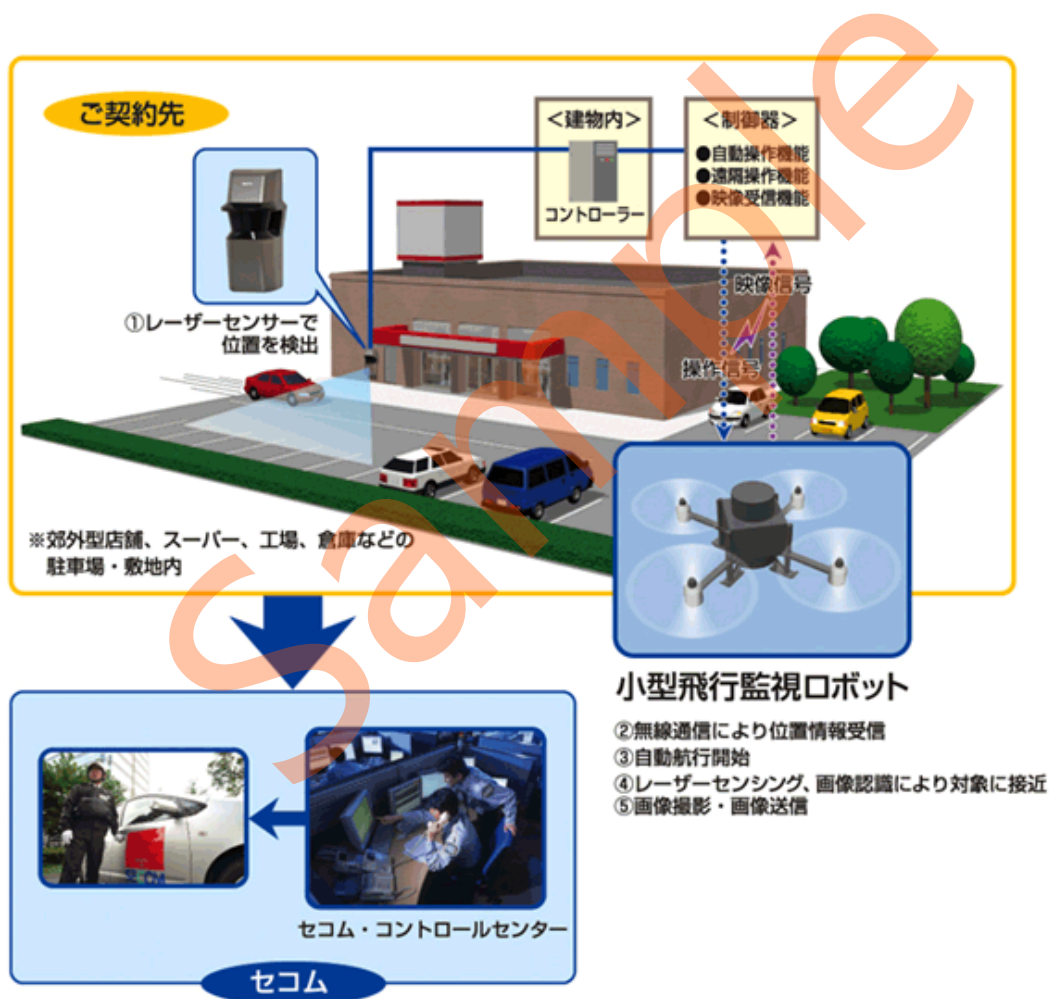 ご契約先
<建物内>
コントローラー
<制御器>
●自動操作機能
●遠隔操作機能
●映像受信機能
①レーザーセンサーで
位置を検出
映像信号
操作信号
※郊外型店舗、スーパー、工場、倉庫などの
駐車場・敷地内
小型飛行監視ロボット
②無線通信により位置情報受信
③自動航行開始
④レーザーセンシング、画像認識により対象に接近
⑤画像撮影・画像送信
セコム・コントロールセンター
セコム
Sample